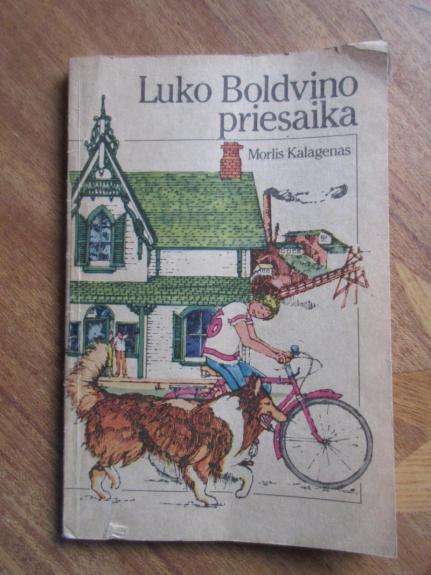 Luko Boldvino
priesaika
Morlis Kalagenas